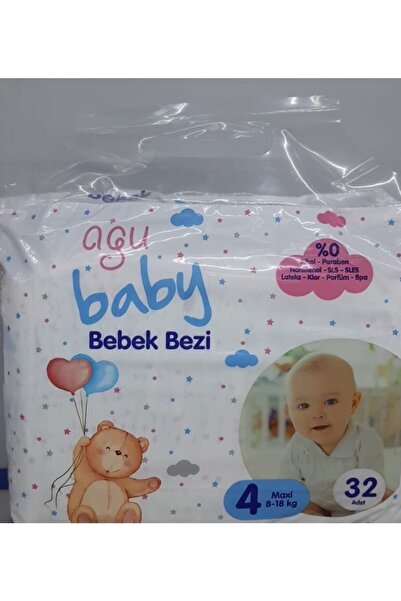 Bebek
agu
baby
Bebek Bezi
%0
Alkol - Paraben
Nonilfenol - SLS - SLES
Lateks - Klor - Parfüm - Bpa
4
Maxi
8-18 kg
32
Adet